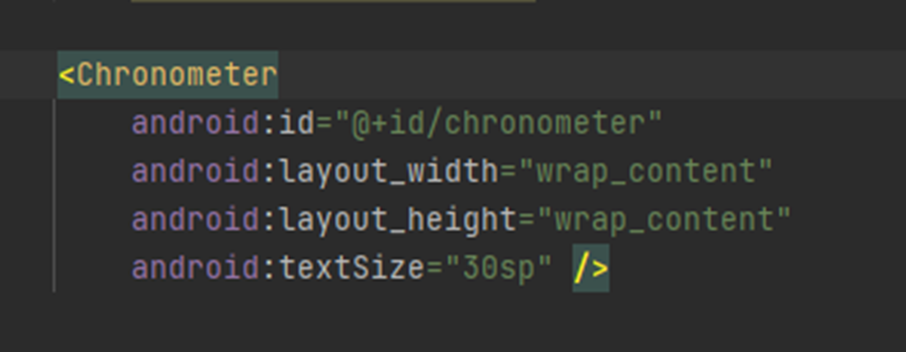 <Chronometer
android:id="@+id/chronometer"
android:layout_width="wrap_content"
android:layout_height="wrap_content"
android:textSize="30sp" />